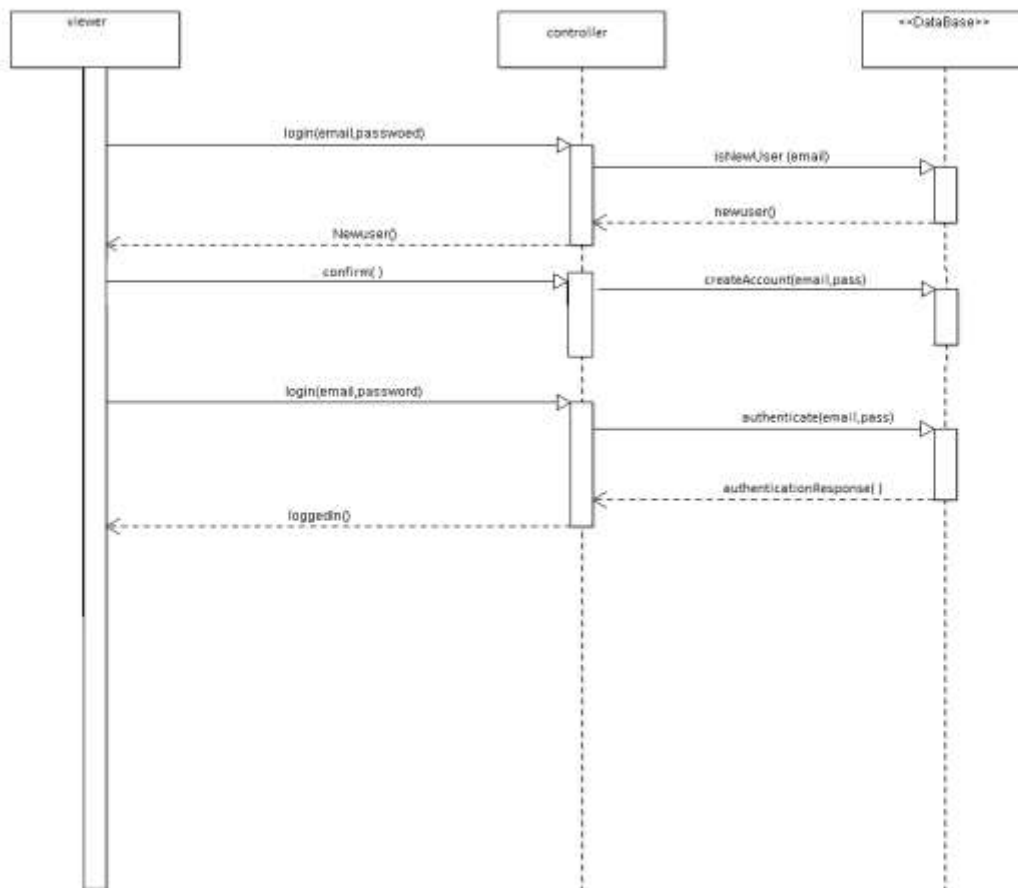 viewer
controller
<<DataBase>>
login(email,passwoed)
isNewUser (email)
newuser()
Newuser()
confirm( )
createAccount(email,pass)
login(email,password)
authenticate(email,pass)
authenticationResponse( )
loggedIn()